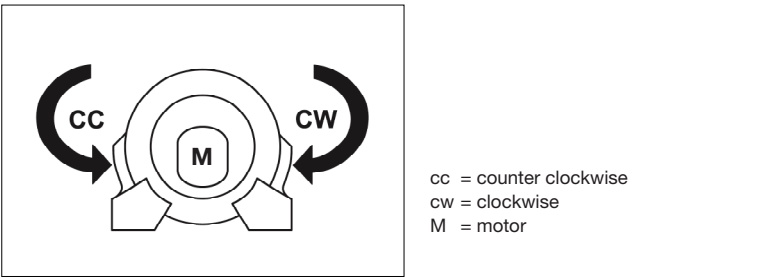 CC
CW
M
cc = counter clockwise
cw = clockwise
M = motor